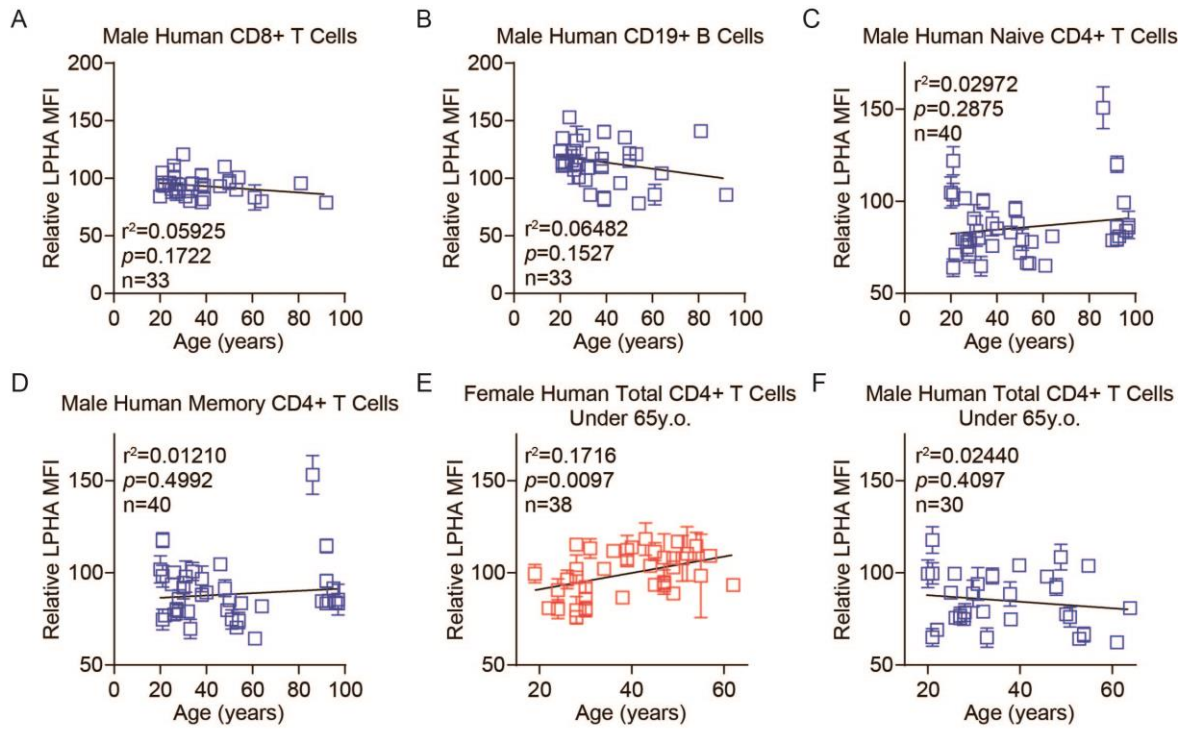 A
Male Human CD8+ T Cells
Relative LPHA MFI
200
150
100
50
0
r²=0.05925
p=0.1722
n=33
0 20 40 60 80 100
Age (years)
B
Male Human CD19+ B Cells
Relative LPHA MFI
200
150
100
50
0
r²=0.06482
p=0.1527
n=33
0 20 40 60 80 100
Age (years)
C
Male Human Naive CD4+ T Cells
Relative LPHA MFI
150
100
50
r²=0.02972
p=0.2875
n=40
0 20 40 60 80 100
Age (years)
D
Male Human Memory CD4+ T Cells
Relative LPHA MFI
150
100
50
r²=0.01210
p=0.4992
n=40
0 20 40 60 80 100
Age (years)
E
Female Human Total CD4+ T Cells
Under 65y.o.
Relative LPHA MFI
150
100
50
r²=0.1716
p=0.0097
n=38
20 40 60
Age (years)
F
Male Human Total CD4+ T Cells
Under 65y.o.
Relative LPHA MFI
150
100
50
r²=0.02440
p=0.4097
n=30
20 40 60
Age (years)